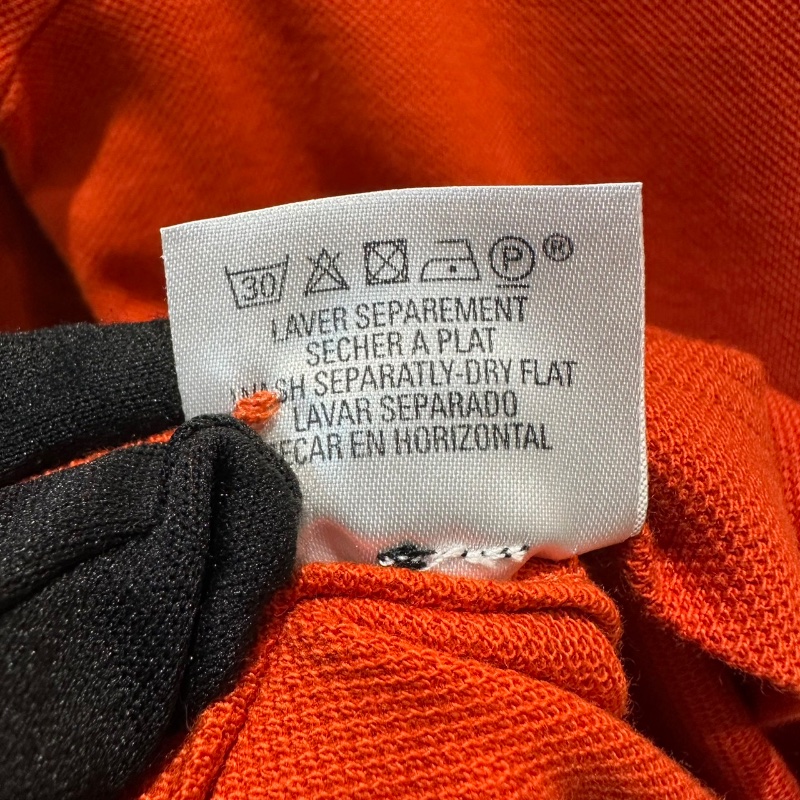 30 P ®
LAVER SEPAREMENT
SECHER A PLAT
WASH SEPARATLY-DRY FLAT
LAVAR SEPARADO
SECAR EN HORIZONTAL